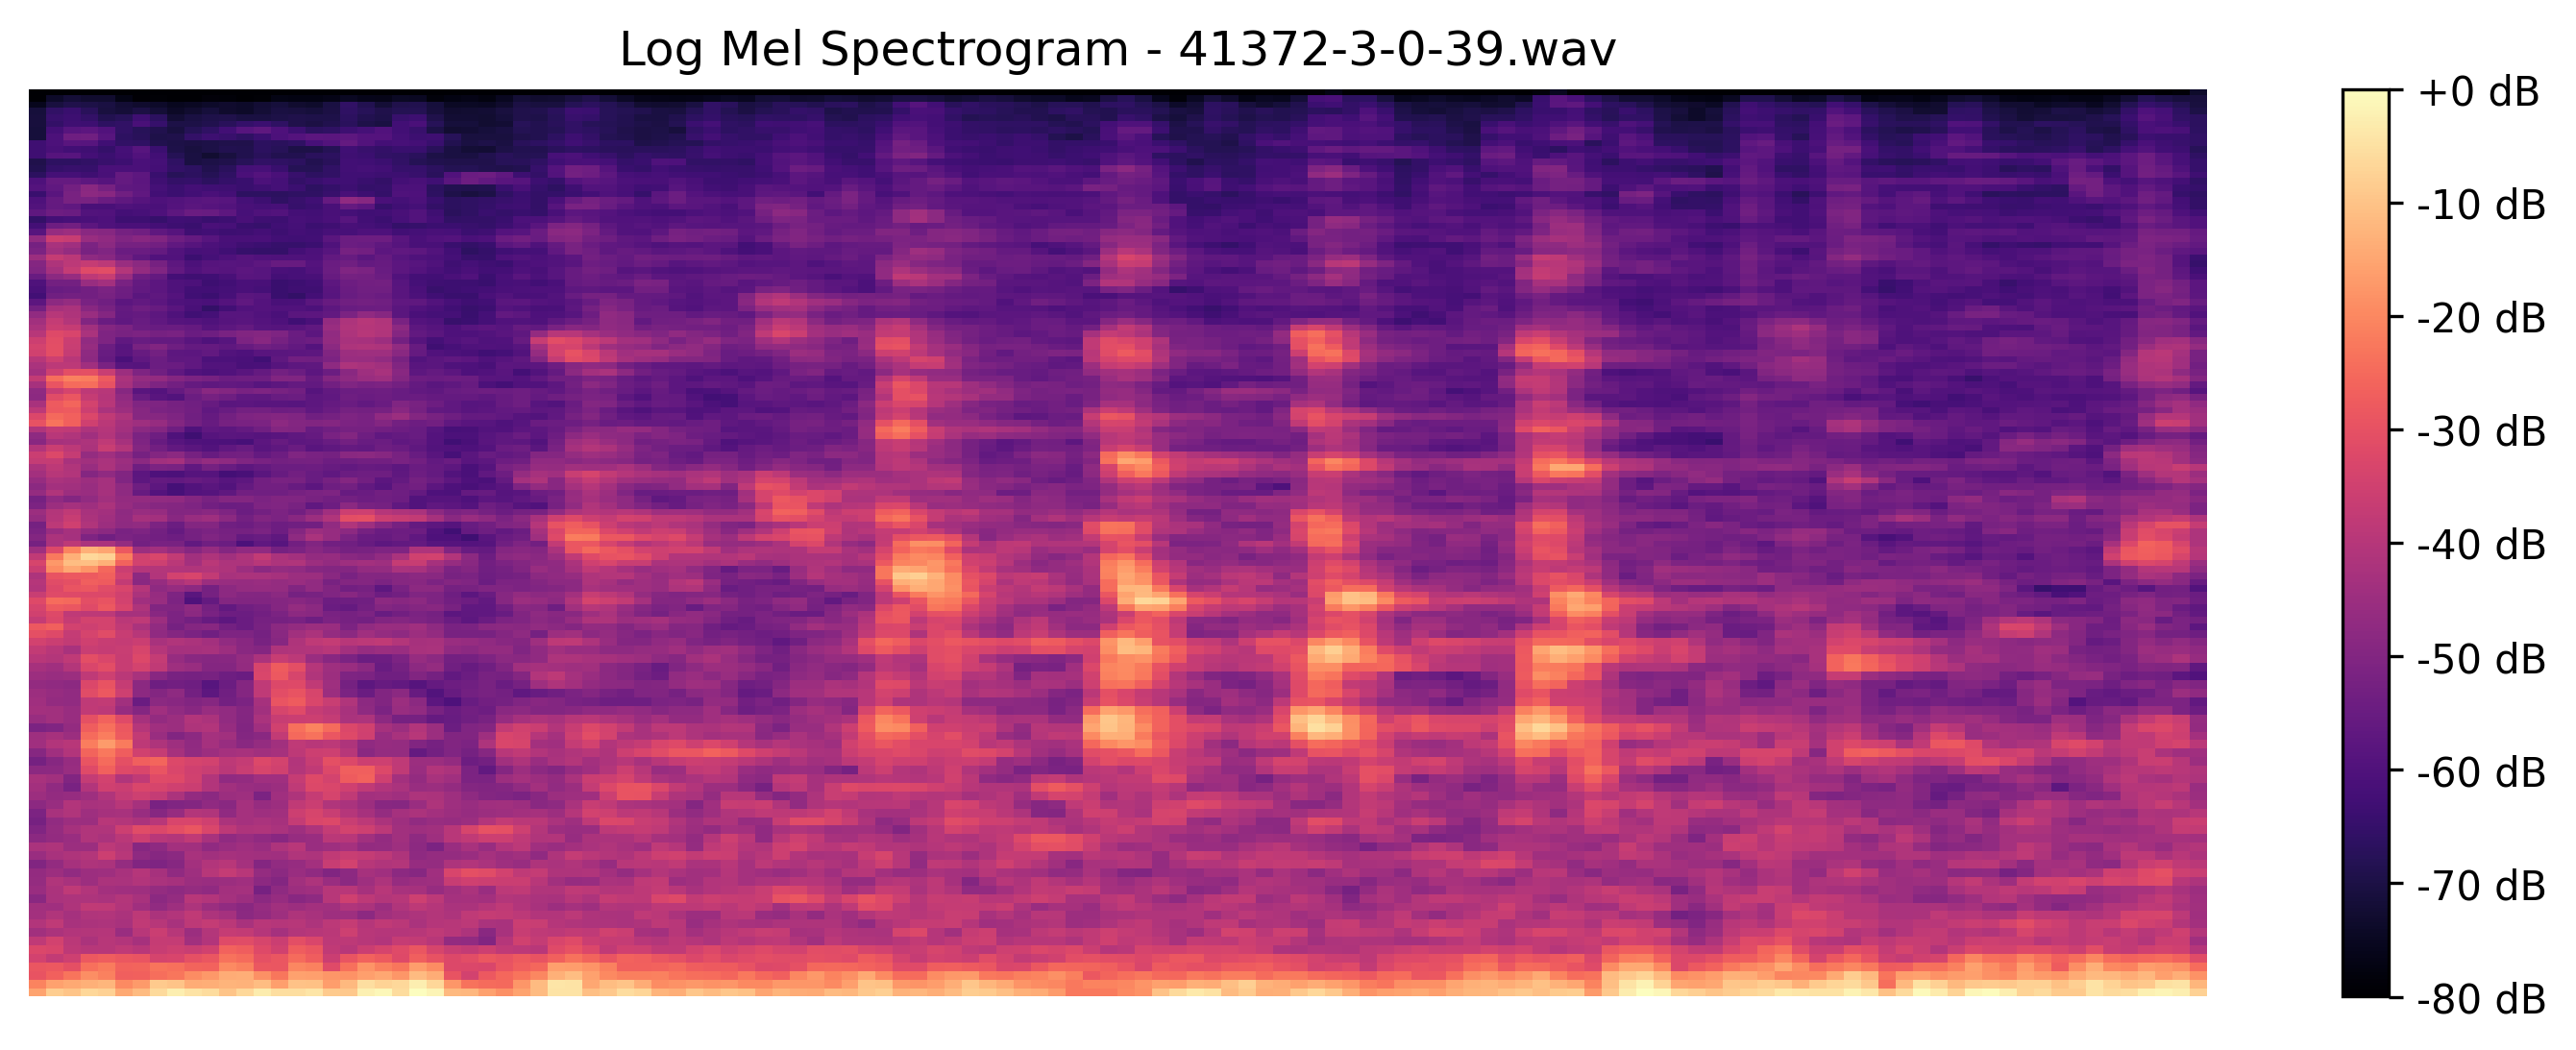 Log Mel Spectrogram - 41372-3-0-39.wav
+0 dB
-10 dB
-20 dB
-30 dB
-40 dB
-50 dB
-60 dB
-70 dB
-80 dB